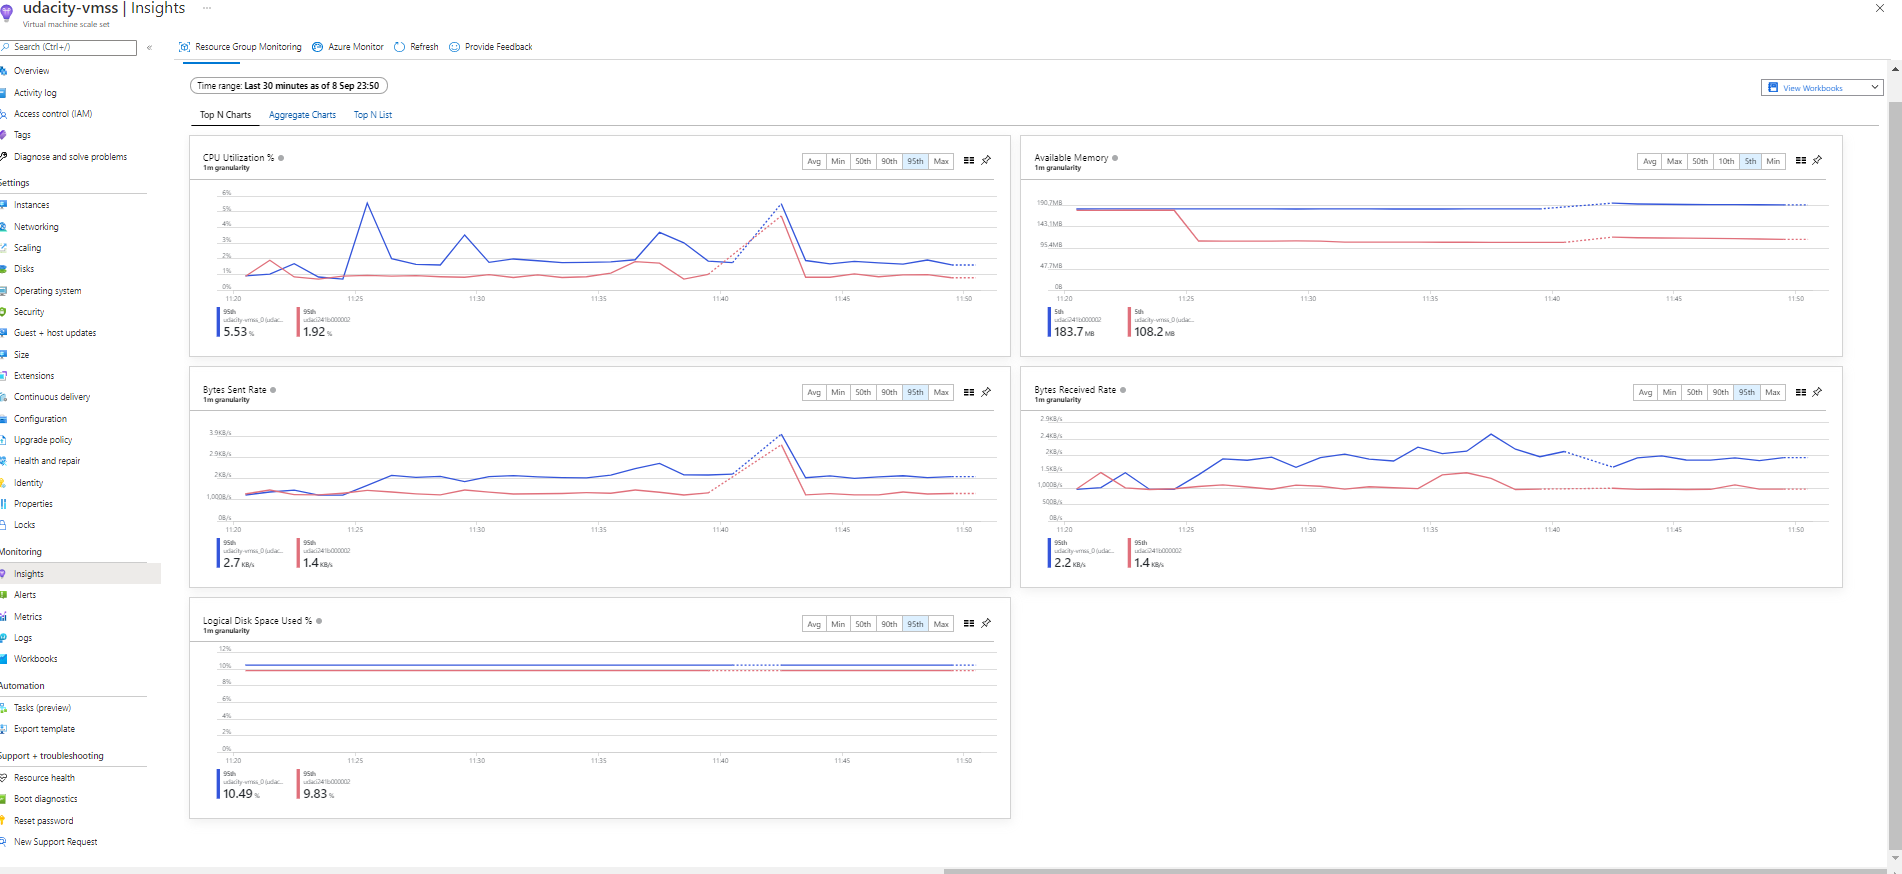 udacity-vmss | Insights ...
Virtual machine scale set
Search (Ctrl+/) «
Overview
Activity log
Access control (IAM)
Tags
Diagnose and solve problems
Settings
Instances
Networking
Scaling
Disks
Operating system
Security
Guest + host updates
Size
Extensions
Continuous delivery
Configuration
Upgrade policy
Health and repair
Identity
Properties
Locks
Monitoring
Insights
Alerts
Metrics
Logs
Workbooks
Automation
Tasks (preview)
Export template
Support + troubleshooting
Resource health
Boot diagnostics
Reset password
New Support Request
Resource Group Monitoring Azure Monitor Refresh Provide Feedback
Time range: Last 30 minutes as of 8 Sep 23:50
View Workbooks
Top N Charts Aggregate Charts Top N List
CPU Utilization %
1m granularity
Avg Min 50th 90th 95th Max
6%
5%
4%
3%
2%
1%
0%
11:20 11:25 11:30 11:35 11:40 11:45 11:50
95th 95th
udacity-vmss_0 (udac... udaci241b000002
5.53 % 1.92 %
Available Memory
1m granularity
Avg Max 50th 10th 5th Min
190.7MB
143.1MB
95.4MB
47.7MB
0B
11:20 11:25 11:30 11:35 11:40 11:45 11:50
5th 5th
udaci241b000002 udacity-vmss_0 (udac...
183.7 MB 108.2 MB
Bytes Sent Rate
1m granularity
Avg Min 50th 90th 95th Max
3.9KB/s
2.9KB/s
2KB/s
1,000B/s
0B/s
11:20 11:25 11:30 11:35 11:40 11:45 11:50
95th 95th
udacity-vmss_0 (udac... udaci241b000002
2.7 KB/s 1.4 KB/s
Bytes Received Rate
1m granularity
Avg Min 50th 90th 95th Max
2.9KB/s
2.4KB/s
2KB/s
1.5KB/s
1,000B/s
500B/s
0B/s
11:20 11:25 11:30 11:35 11:40 11:45 11:50
95th 95th
udacity-vmss_0 (udac... udaci241b000002
2.2 KB/s 1.4 KB/s
Logical Disk Space Used %
1m granularity
Avg Min 50th 90th 95th Max
12%
10%
8%
6%
4%
2%
0%
11:20 11:25 11:30 11:35 11:40 11:45 11:50
95th 95th
udacity-vmss_0 (udac... udaci241b000002
10.49 % 9.83 %